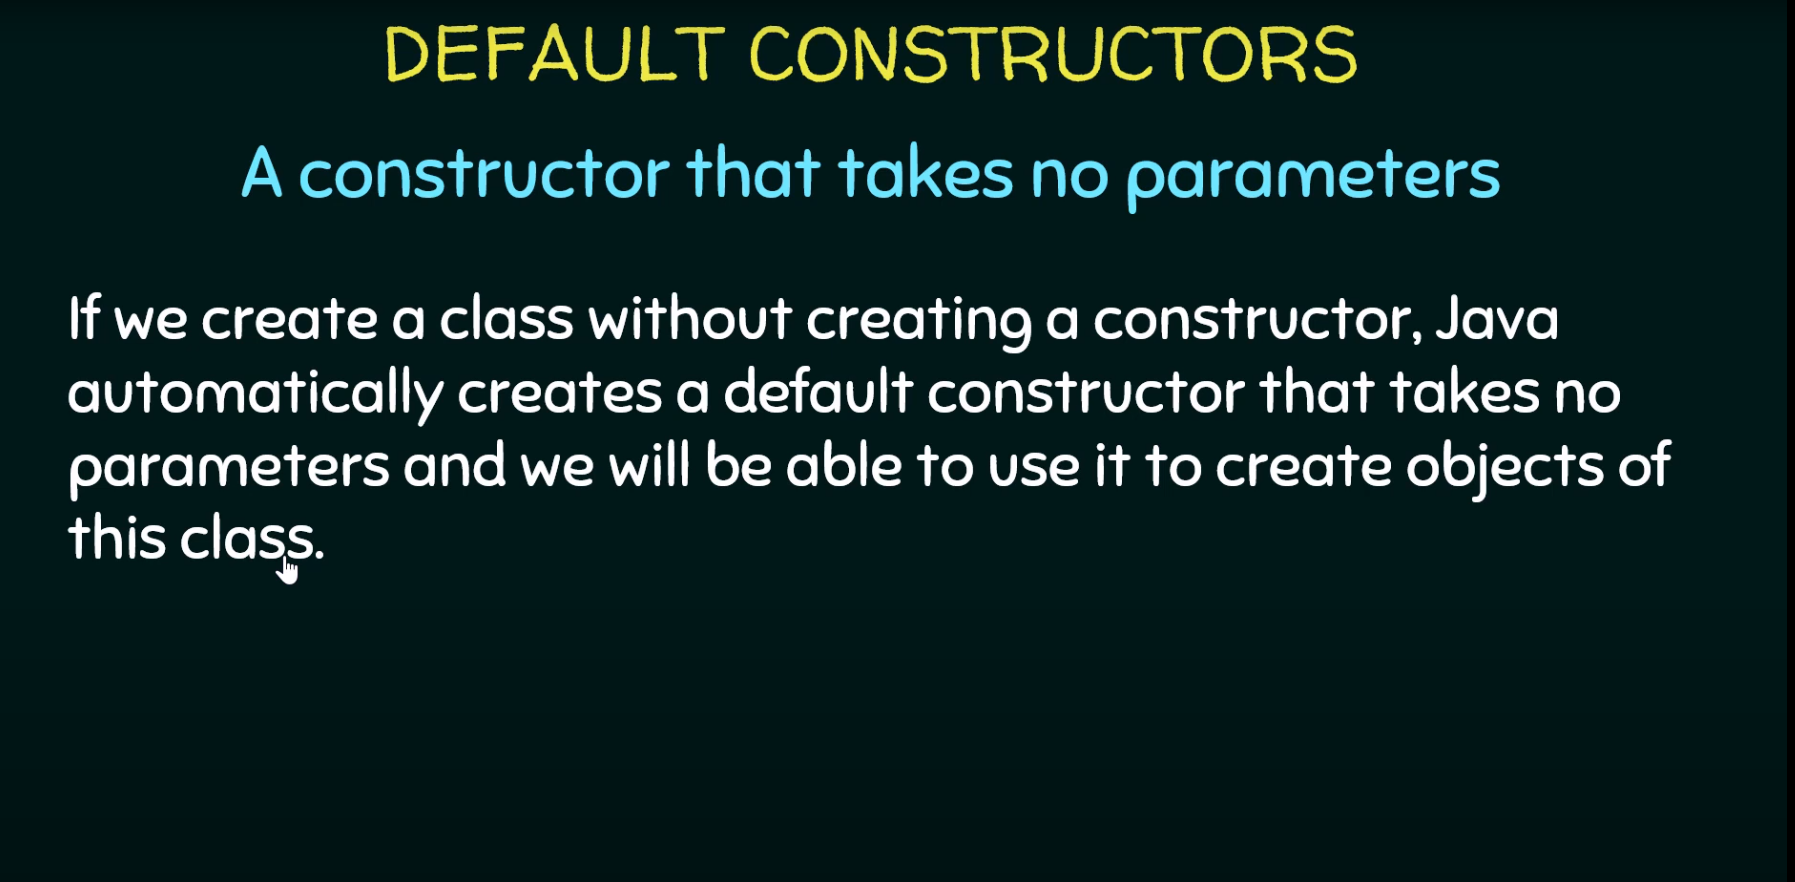 DEFAULT CONSTRUCTORS
A constructor that takes no parameters
If we create a class without creating a constructor, Java
automatically creates a default constructor that takes no
parameters and we will be able to use it to create objects of
this class.